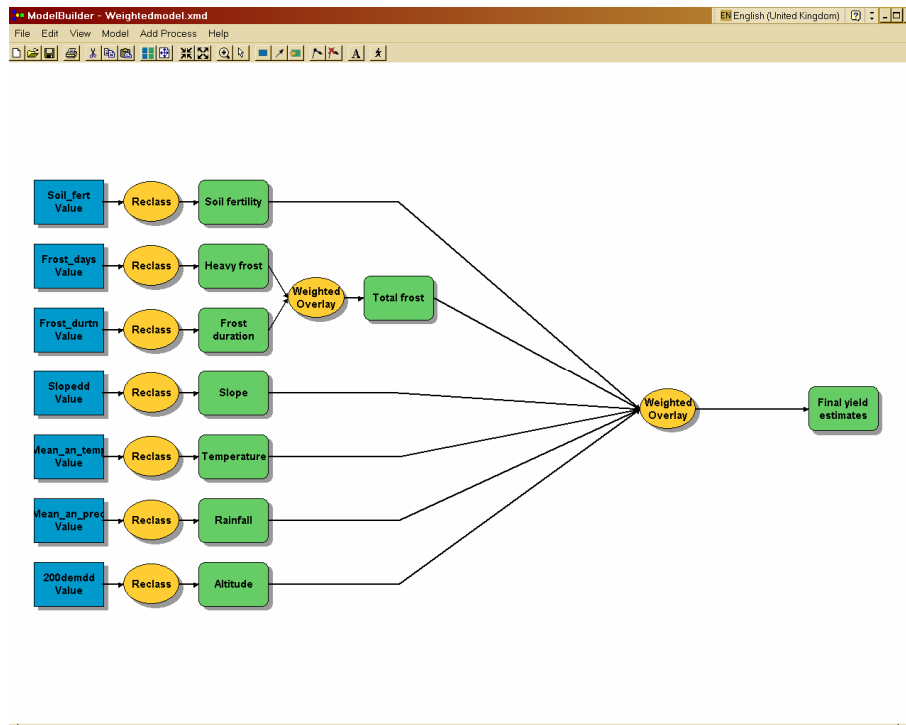 ModelBuilder - Weightedmodel.xmd
EN English (United Kingdom)
File Edit View Model Add Process Help
A
Soil_fert
Value
Reclass
Soil fertility
Frost_days
Value
Reclass
Heavy frost
Weighted
Overlay
Total frost
Frost_durtn
Value
Reclass
Frost
duration
Slopedd
Value
Reclass
Slope
Weighted
Overlay
Final yield
estimates
Mean_an_temp
Value
Reclass
Temperature
Mean_an_prec
Value
Reclass
Rainfall
200demdd
Value
Reclass
Altitude